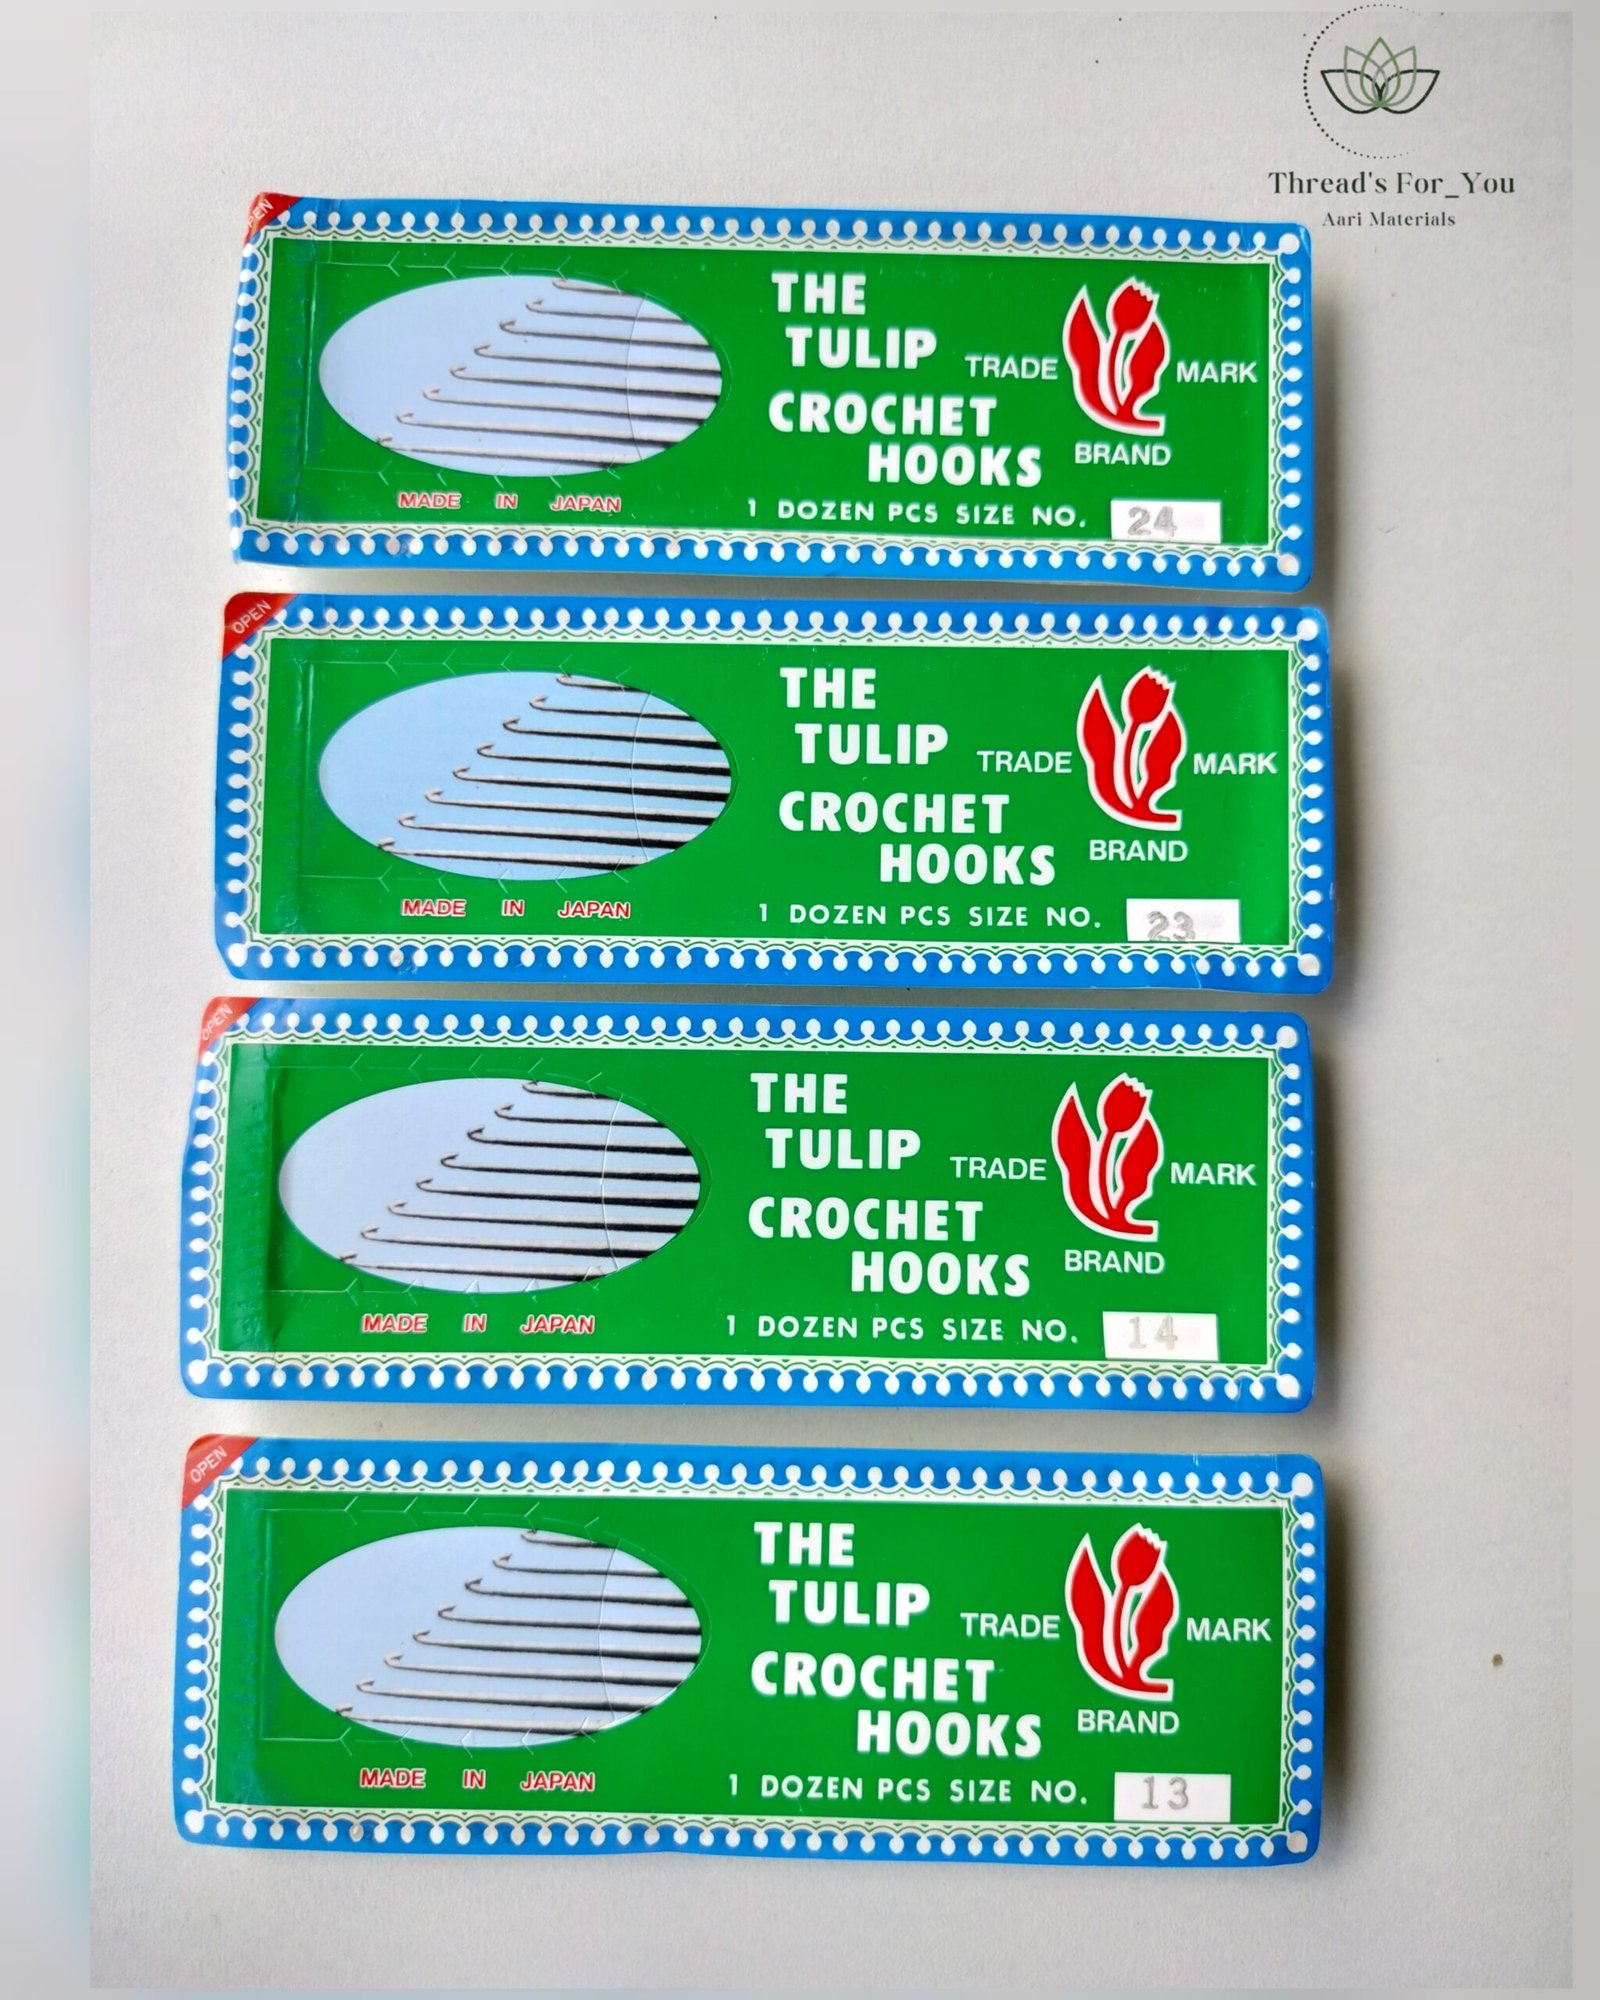 Thread's For_You
Aari Materials
OPEN
THE
TULIP
CROCHET
HOOKS
TRADE MARK
BRAND
MADE IN JAPAN
1 DOZEN PCS SIZE NO. 24
OPEN
THE
TULIP
CROCHET
HOOKS
TRADE MARK
BRAND
MADE IN JAPAN
1 DOZEN PCS SIZE NO. 23
OPEN
THE
TULIP
CROCHET
HOOKS
TRADE MARK
BRAND
MADE IN JAPAN
1 DOZEN PCS SIZE NO. 14
OPEN
THE
TULIP
CROCHET
HOOKS
TRADE MARK
BRAND
MADE IN JAPAN
1 DOZEN PCS SIZE NO. 13